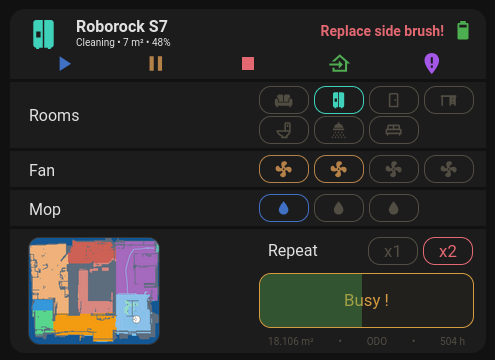 Roborock S7
Cleaning • 7 m² • 48%
Replace side brush!
Rooms
Fan
Mop
Repeat
x1
x2
Busy !
18.106 m² • ODO • 504 h